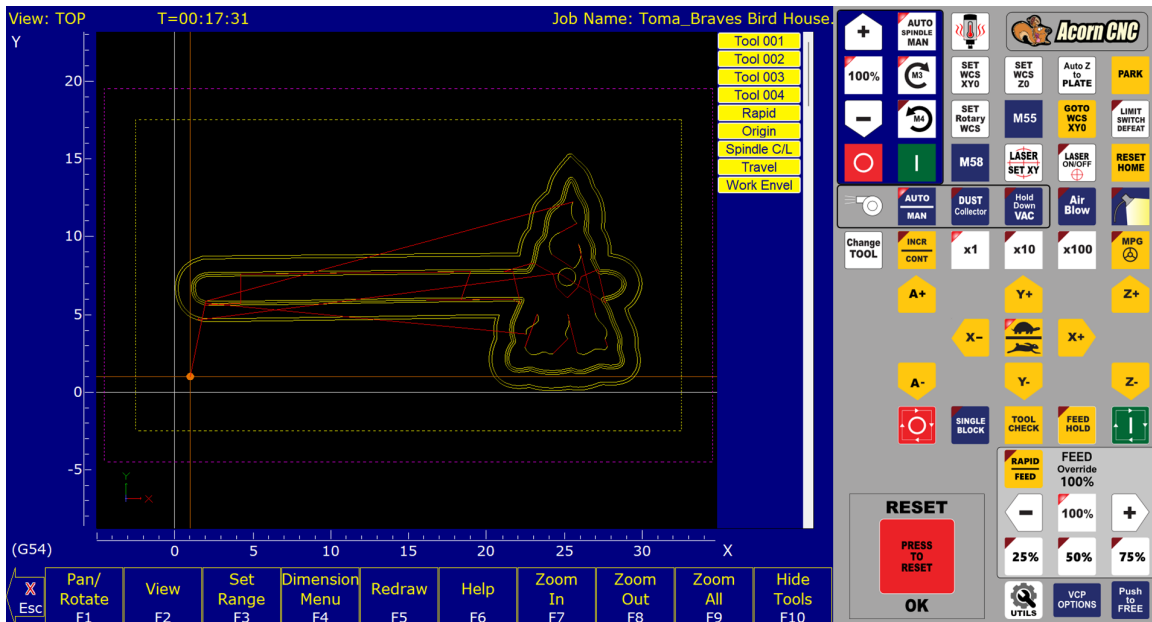 View: TOP
T=00:17:31
Job Name: Toma_Braves Bird House.
Y
20
15
10
5
0
-5
Tool 001
Tool 002
Tool 003
Tool 004
Rapid
Origin
Spindle C/L
Travel
Work Envel
Y
X
(G54)
0
5
10
15
20
25
30
X
X
Esc
Pan/
Rotate
F1
View
F2
Set
Range
F3
Dimension
Menu
F4
Redraw
F5
Help
F6
Zoom
In
F7
Zoom
Out
F8
Zoom
All
F9
Hide
Tools
F10
+
AUTO
SPINDLE
MAN
Acorn CNC
100%
M3
SET
WCS
XY0
SET
WCS
Z0
Auto Z
to
PLATE
PARK
−
M4
SET
Rotary
WCS
M55
GOTO
WCS
XY0
LIMIT
SWITCH
DEFEAT
M58
LASER
SET XY
LASER
ON/OFF
RESET
HOME
AUTO
MAN
DUST
Collector
Hold
Down
VAC
Air
Blow
Change
TOOL
INCR
CONT
x1
x10
x100
MPG
A+
Y+
Z+
X-
X+
A-
Y-
Z-
SINGLE
BLOCK
TOOL
CHECK
FEED
HOLD
RAPID
FEED
FEED
Override
100%
−
100%
+
25%
50%
75%
RESET
PRESS
TO
RESET
OK
UTILS
VCP
OPTIONS
Push
to
FREE